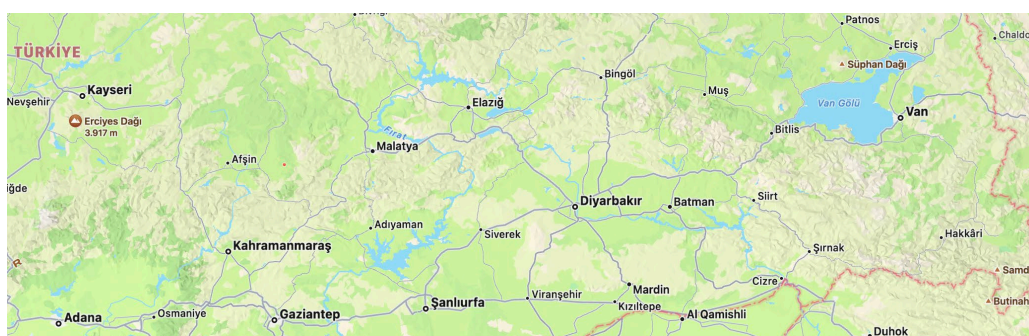 Patnos
TÜRKİYE
Erciş
Chaldo
Süphan Dağı
Kayseri
Bingöl
Muş
Nevşehir
Elazığ
Van Gölü
Van
Erciyes Dağı
3.917 m
Fırat
Bitlis
Malatya
Afşin
ğde
Siirt
Diyarbakır
Batman
Adıyaman
Siverek
Hakkâri
Kahramanmaraş
Şırnak
R
Samd
Cizre
Mardin
Viranşehir
Şanlıurfa
Kızıltepe
Butinah
Osmaniye
Gaziantep
Adana
Al Qamishli
Duhok